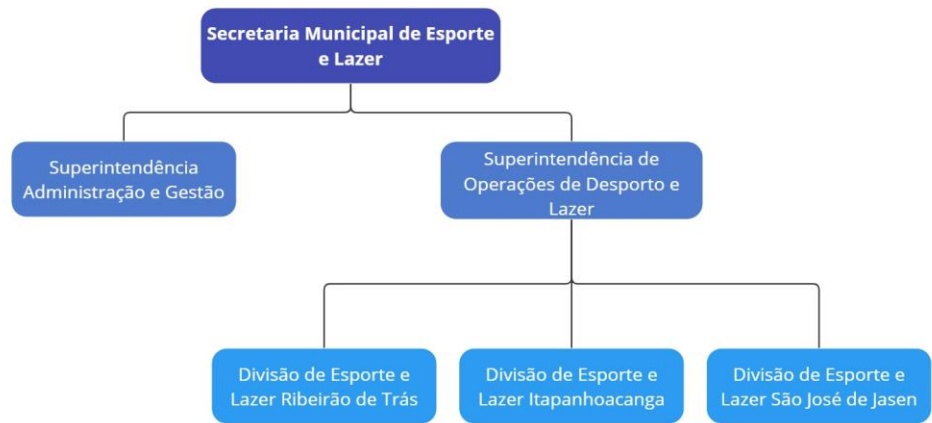 Secretaria Municipal de Esporte
e Lazer
Superintendência
Administração e Gestão
Superintendência de
Operações de Desporto e
Lazer
Divisão de Esporte e
Lazer Ribeirão de Trás
Divisão de Esporte e
Lazer Itapanhoacanga
Divisão de Esporte e
Lazer São José de Jasen